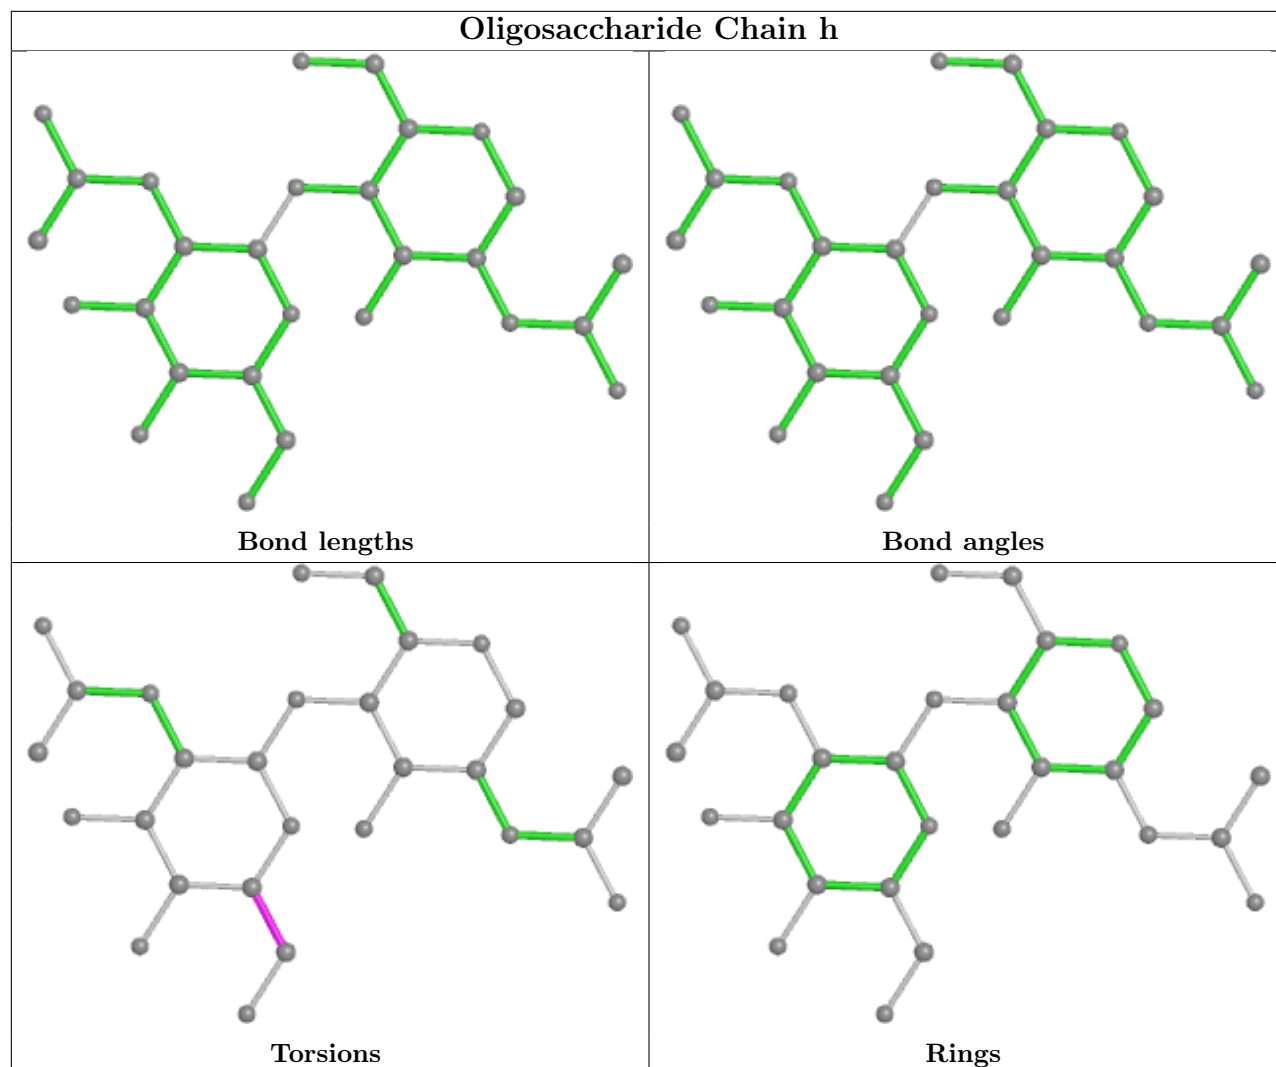 Oligosaccharide Chain h
Bond lengths
Bond angles
Torsions
Rings